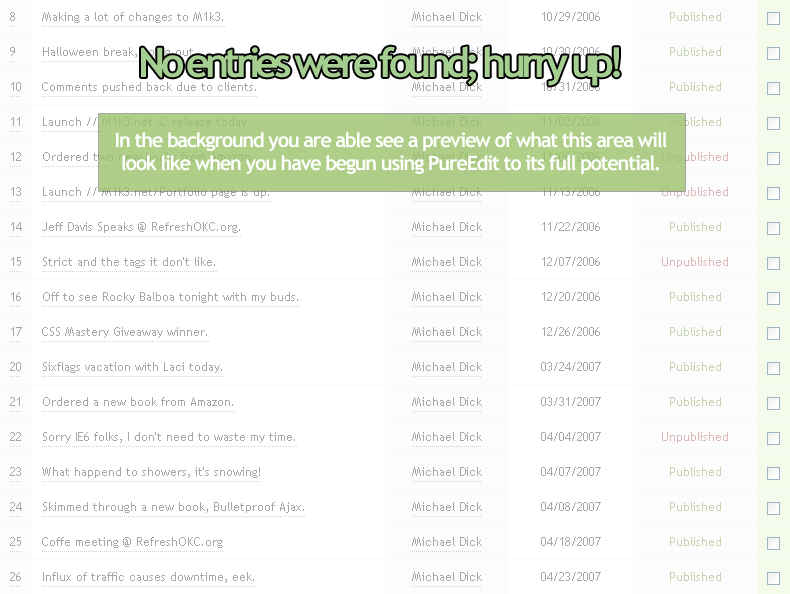 8 Making a lot of changes to M1k3. Michael Dick 10/29/2006 Published
9 Halloween break, out Michael Dick 10/30/2006 Published
No entries were found; hurry up!
10 Comments pushed back due to clients. Michael Dick 10/31/2006 Published
11 Launch // M1k3.net v2 release today. Michael Dick 11/02/2006 Published
In the background you are able see a preview of what this area will
12 Ordered two new from Amazon. Michael Dick Unpublished
look like when you have begun using PureEdit to its full potential.
13 Launch // M1k3.net/Portfolio page is up. Michael Dick 11/13/2006 Unpublished
14 Jeff Davis Speaks @ RefreshOKC.org. Michael Dick 11/22/2006 Published
15 Strict and the tags it don't like. Michael Dick 12/07/2006 Unpublished
16 Off to see Rocky Balboa tonight with my buds. Michael Dick 12/20/2006 Published
17 CSS Mastery Giveaway winner. Michael Dick 12/26/2006 Published
20 Sixflags vacation with Laci today. Michael Dick 03/24/2007 Published
21 Ordered a new book from Amazon. Michael Dick 03/31/2007 Published
22 Sorry IE6 folks, I don't need to waste my time. Michael Dick 04/04/2007 Unpublished
23 What happend to showers, it's snowing! Michael Dick 04/07/2007 Published
24 Skimmed through a new book, Bulletproof Ajax. Michael Dick 04/08/2007 Published
25 Coffe meeting @ RefreshOKC.org Michael Dick 04/18/2007 Published
26 Influx of traffic causes downtime, eek. Michael Dick 04/23/2007 Published